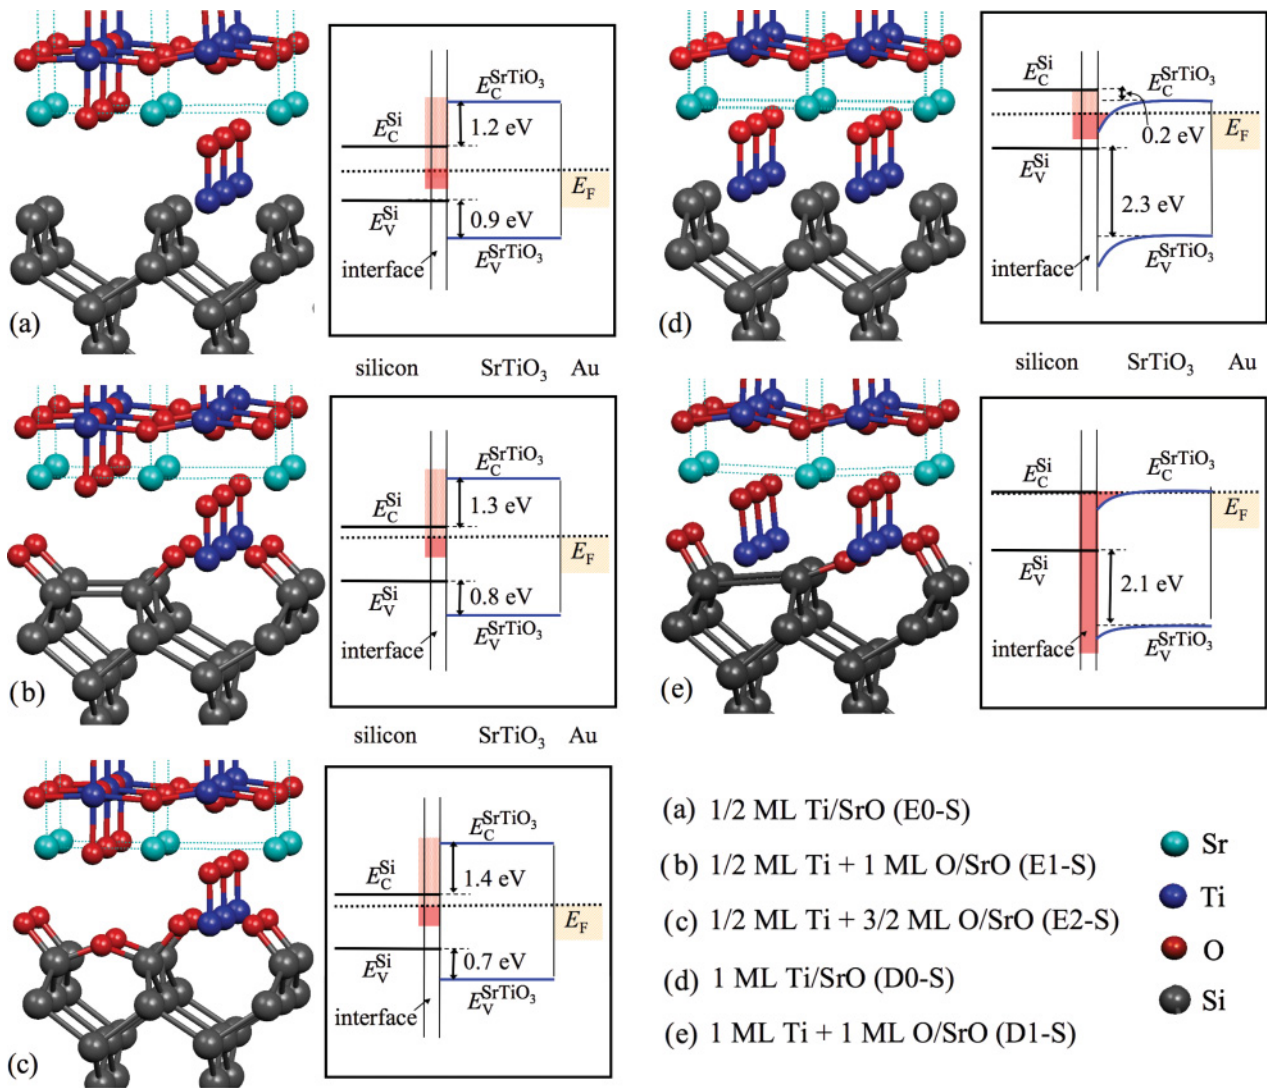 E_C^SrTiO3
1.2 eV
E_C^Si
E_F
E_V^Si
0.9 eV
E_V^SrTiO3
interface
(a)
silicon SrTiO3 Au
E_C^SrTiO3
1.3 eV
E_C^Si
E_F
E_V^Si
0.8 eV
E_V^SrTiO3
interface
(b)
silicon SrTiO3 Au
E_C^SrTiO3
1.4 eV
E_C^Si
E_F
E_V^Si
0.7 eV
E_V^SrTiO3
interface
(c)
E_C^Si
E_C^SrTiO3
0.2 eV
E_F
E_V^Si
2.3 eV
E_V^SrTiO3
interface
(d)
silicon SrTiO3 Au
E_C^Si
E_C^SrTiO3
E_F
E_V^Si
2.1 eV
E_V^SrTiO3
interface
(e)
(a) 1/2 ML Ti/SrO (E0-S)
(b) 1/2 ML Ti + 1 ML O/SrO (E1-S)
(c) 1/2 ML Ti + 3/2 ML O/SrO (E2-S)
(d) 1 ML Ti/SrO (D0-S)
(e) 1 ML Ti + 1 ML O/SrO (D1-S)
Sr
Ti
O
Si